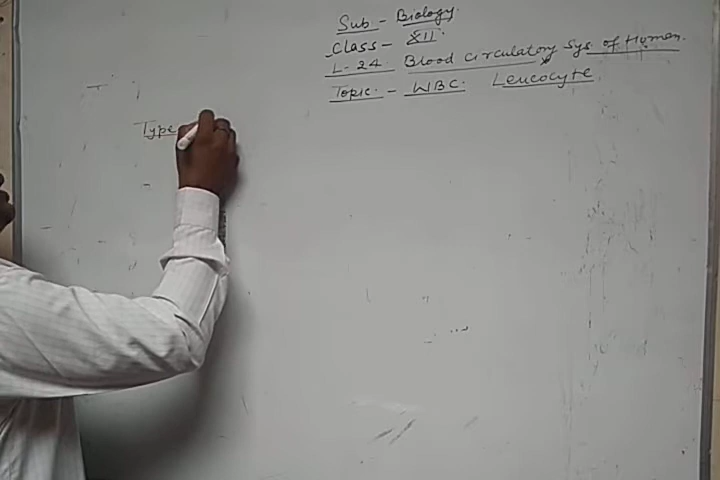 Sub - Biology.
Class - XII.
L-24. Blood circulatory Sys of Human.
Topic. - WBC. Leucocyte.
Type